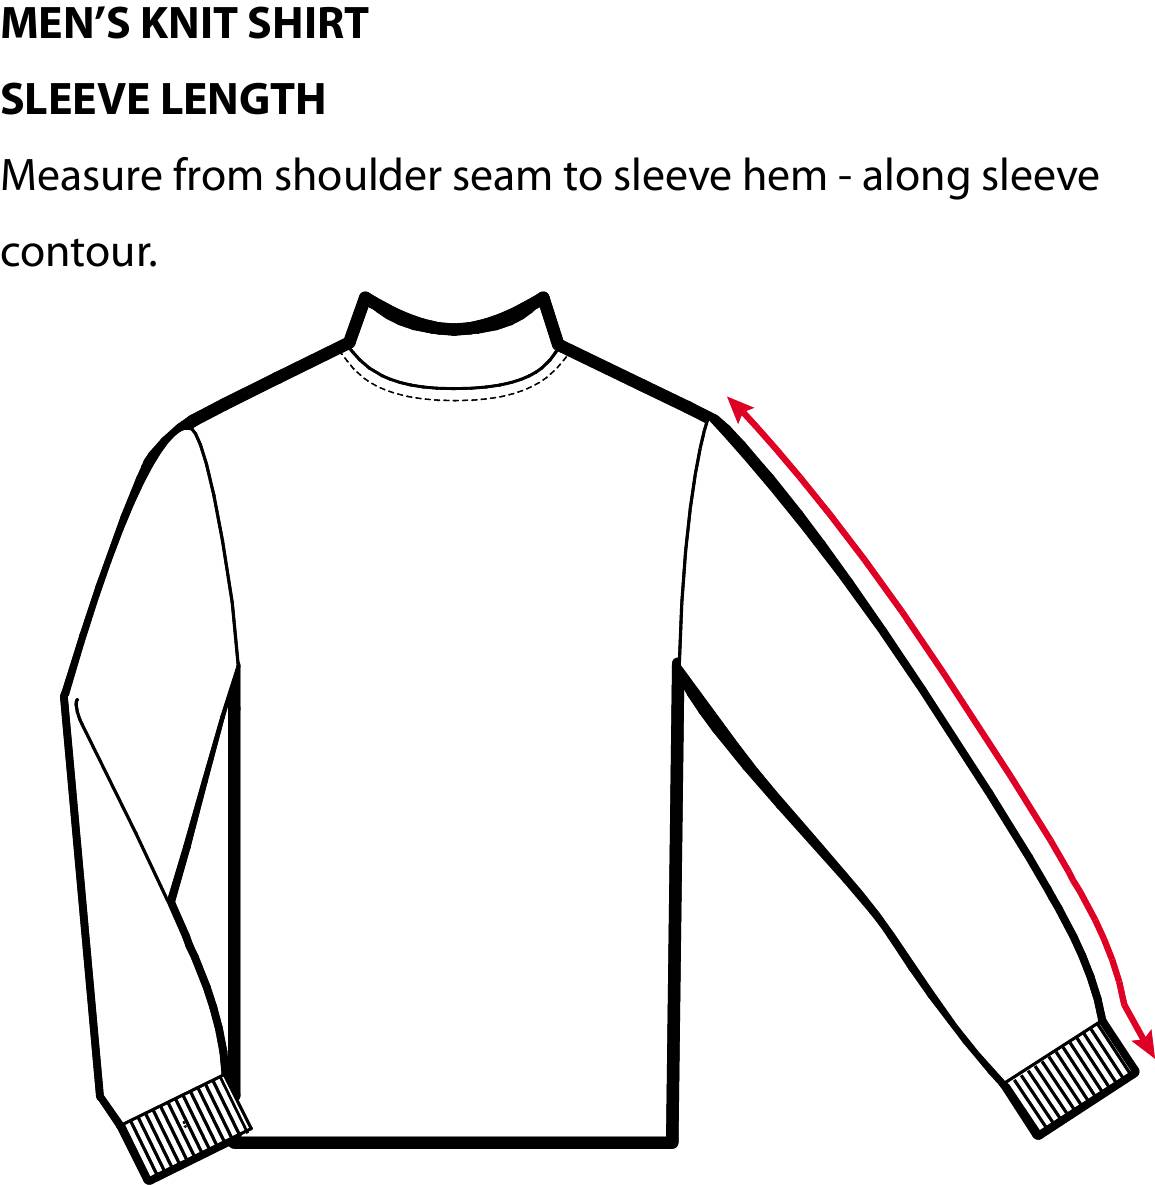 MEN’S KNIT SHIRT
SLEEVE LENGTH
Measure from shoulder seam to sleeve hem - along sleeve
contour.